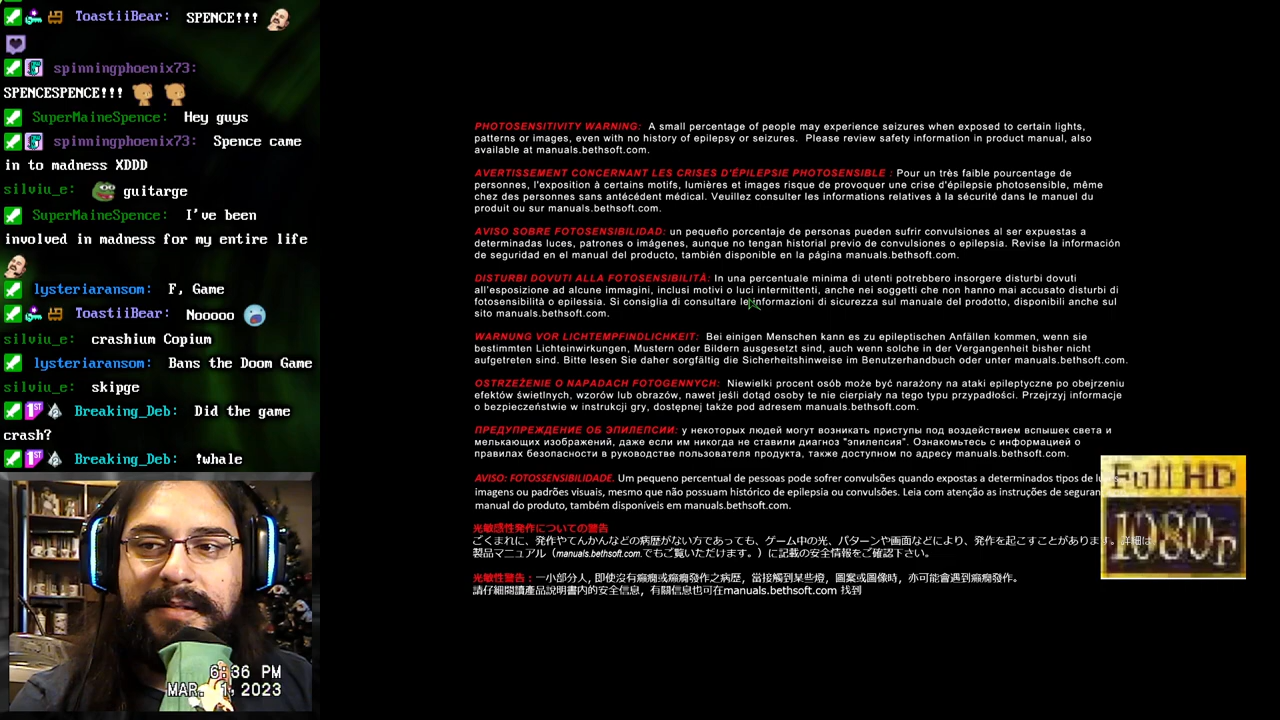 ToastiiBear: SPENCE!!!
spinningphoenix73:
SPENCESPENCE!!!
SuperMaineSpence: Hey guys
spinningphoenix73: Spence came
in to madness XDDD
silviu_e: guitarge
SuperMaineSpence: I've been
involved in madness for my entire life
lysteriaransom: F, Game
ToastiiBear: Nooooo
silviu_e: crashium Copium
lysteriaransom: Bans the Doom Game
silviu_e: skipge
1ST Breaking_Deb: Did the game
crash?
1ST Breaking_Deb: !whale
6:36 PM
MAR. 1, 2023
PHOTOSENSITIVITY WARNING: A small percentage of people may experience seizures when exposed to certain lights,
patterns or images, even with no history of epilepsy or seizures. Please review safety information in product manual, also
available at manuals.bethsoft.com.
AVERTISSEMENT CONCERNANT LES CRISES D'ÉPILEPSIE PHOTOSENSIBLE : Pour un très faible pourcentage de
personnes, l'exposition à certains motifs, lumières et images risque de provoquer une crise d'épilepsie photosensible, même
chez des personnes sans antécédent médical. Veuillez consulter les informations relatives à la sécurité dans le manuel du
produit ou sur manuals.bethsoft.com.
AVISO SOBRE FOTOSENSIBILIDAD: un pequeño porcentaje de personas pueden sufrir convulsiones al ser expuestas a
determinadas luces, patrones o imágenes, aunque no tengan historial previo de convulsiones o epilepsia. Revise la información
de seguridad en el manual del producto, también disponible en la página manuals.bethsoft.com.
DISTURBI DOVUTI ALLA FOTOSENSIBILITÀ: In una percentuale minima di utenti potrebbero insorgere disturbi dovuti
all'esposizione ad alcune immagini, inclusi motivi o luci intermittenti, anche nei soggetti che non hanno mai accusato disturbi di
fotosensibilità o epilessia. Si consiglia di consultare le informazioni di sicurezza sul manuale del prodotto, disponibili anche sul
sito manuals.bethsoft.com.
WARNUNG VOR LICHTEMPFINDLICHKEIT: Bei einigen Menschen kann es zu epileptischen Anfällen kommen, wenn sie
bestimmten Lichteinwirkungen, Mustern oder Bildern ausgesetzt sind, auch wenn solche in der Vergangenheit bisher nicht
aufgetreten sind. Bitte lesen Sie daher sorgfältig die Sicherheitshinweise im Benutzerhandbuch oder unter manuals.bethsoft.com.
OSTRZEŻENIE O NAPADACH FOTOGENNYCH: Niewielki procent osób może być narażony na ataki epileptyczne po obejrzeniu
efektów świetlnych, wzorów lub obrazów, nawet jeśli dotąd osoby te nie cierpiały na tego typu przypadłości. Przejrzyj informacje
o bezpieczeństwie w instrukcji gry, dostępnej także pod adresem manuals.bethsoft.com.
ПРЕДУПРЕЖДЕНИЕ ОБ ЭПИЛЕПСИИ: у некоторых людей могут возникать приступы под воздействием вспышек света и
мелькающих изображений, даже если им никогда не ставили диагноз "эпилепсия". Ознакомьтесь с информацией о
правилах безопасности в руководстве пользователя продукта, также доступном по адресу manuals.bethsoft.com.
AVISO: FOTOSSENSIBILIDADE. Um pequeno percentual de pessoas pode sofrer convulsões quando expostas a determinados tipos de
imagens ou padrões visuais, mesmo que não possuam histórico de epilepsia ou convulsões. Leia com atenção as instruções de
manual do produto, também disponíveis em manuals.bethsoft.com.
光敏感性発作についての警告
ごくまれに、発作やてんかんなどの病歴がない方であっても、ゲーム中の光、パターンや画面などにより、発作を起こすことがあります。詳細は
製品マニュアル（manuals.bethsoft.comでもご覧いただけます。）に記載の安全情報をご確認下さい。
光敏性警告：一小部分人，即使沒有癲癇或癲癇發作之病歷，當接觸到某些燈，圖案或圖像時，亦可能會遇到癲癇發作。
請仔細閱讀產品說明書內的安全信息，有關信息也可在manuals.bethsoft.com 找到
Full HD
1080p